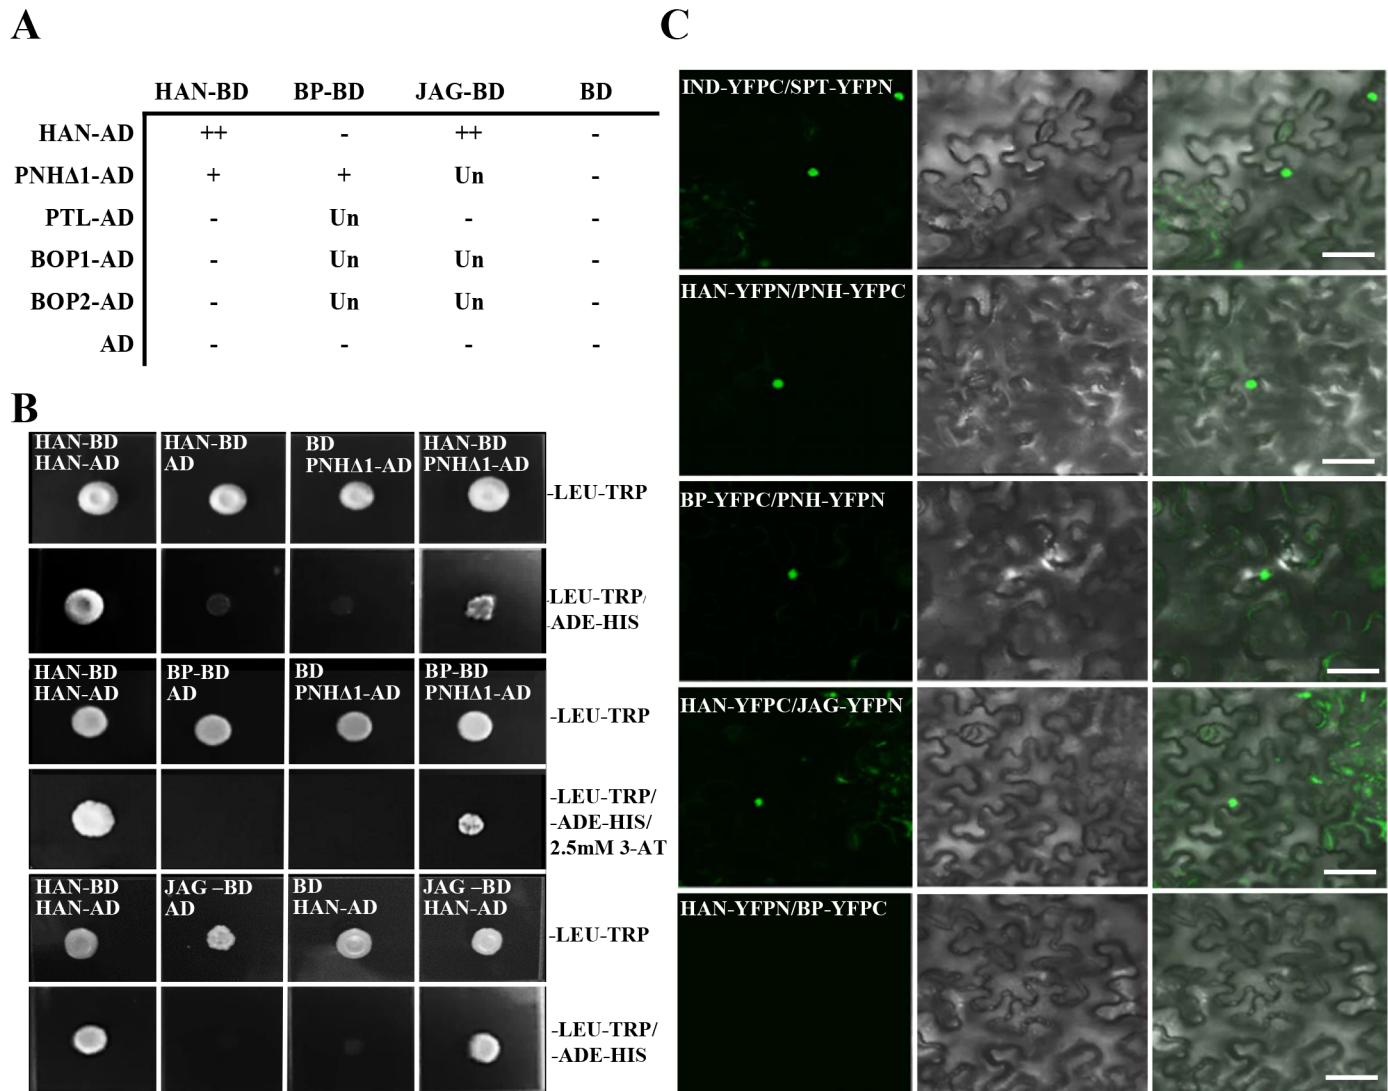 A
HAN-BD BP-BD JAG-BD BD
HAN-AD ++ - ++ -
PNHΔ1-AD + + Un -
PTL-AD - Un - -
BOP1-AD - Un Un -
BOP2-AD - Un Un -
AD - - - -
B
HAN-BD HAN-BD BD HAN-BD
HAN-AD AD PNHΔ1-AD PNHΔ1-AD
-LEU-TRP
-LEU-TRP/
-ADE-HIS
HAN-BD BP-BD BD BP-BD
HAN-AD AD PNHΔ1-AD PNHΔ1-AD
-LEU-TRP
-LEU-TRP/
-ADE-HIS/
2.5mM 3-AT
HAN-BD JAG –BD BD JAG –BD
HAN-AD AD HAN-AD HAN-AD
-LEU-TRP
-LEU-TRP/
-ADE-HIS
C
IND-YFPC/SPT-YFPN
HAN-YFPN/PNH-YFPC
BP-YFPC/PNH-YFPN
HAN-YFPC/JAG-YFPN
HAN-YFPN/BP-YFPC